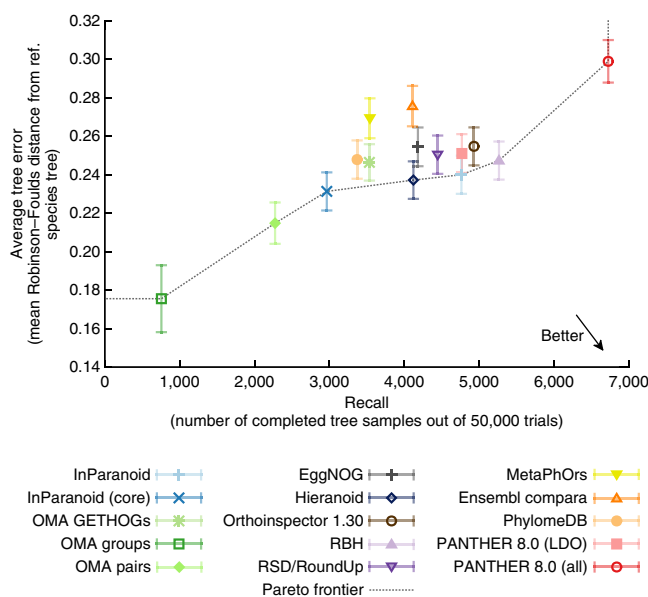 Average tree error
(mean Robinson–Foulds distance from ref.
species tree)
0.32
0.30
0.28
0.26
0.24
0.22
0.20
0.18
0.16
0.14
Better
0 1,000 2,000 3,000 4,000 5,000 6,000 7,000
Recall
(number of completed tree samples out of 50,000 trials)
InParanoid EggNOG MetaPhOrs
InParanoid (core) Hieranoid Ensembl compara
OMA GETHOGs Orthoinspector 1.30 PhylomeDB
OMA groups RBH PANTHER 8.0 (LDO)
OMA pairs RSD/RoundUp PANTHER 8.0 (all)
Pareto frontier